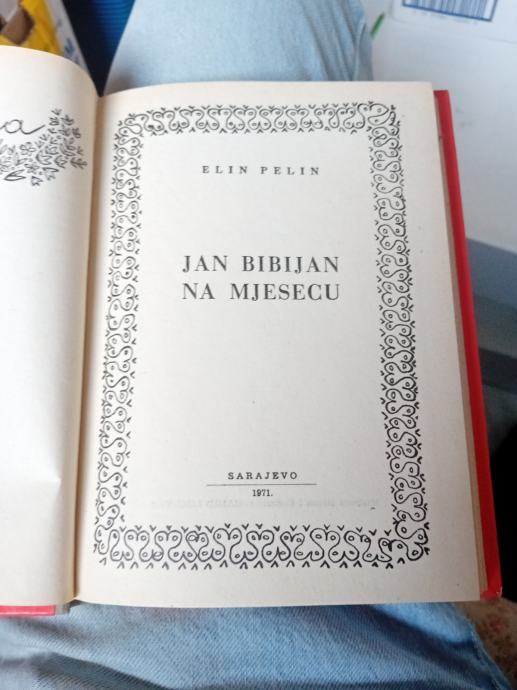 ELIN PELIN
JAN BIBIJAN
NA MJESECU
SARAJEVO
1971.